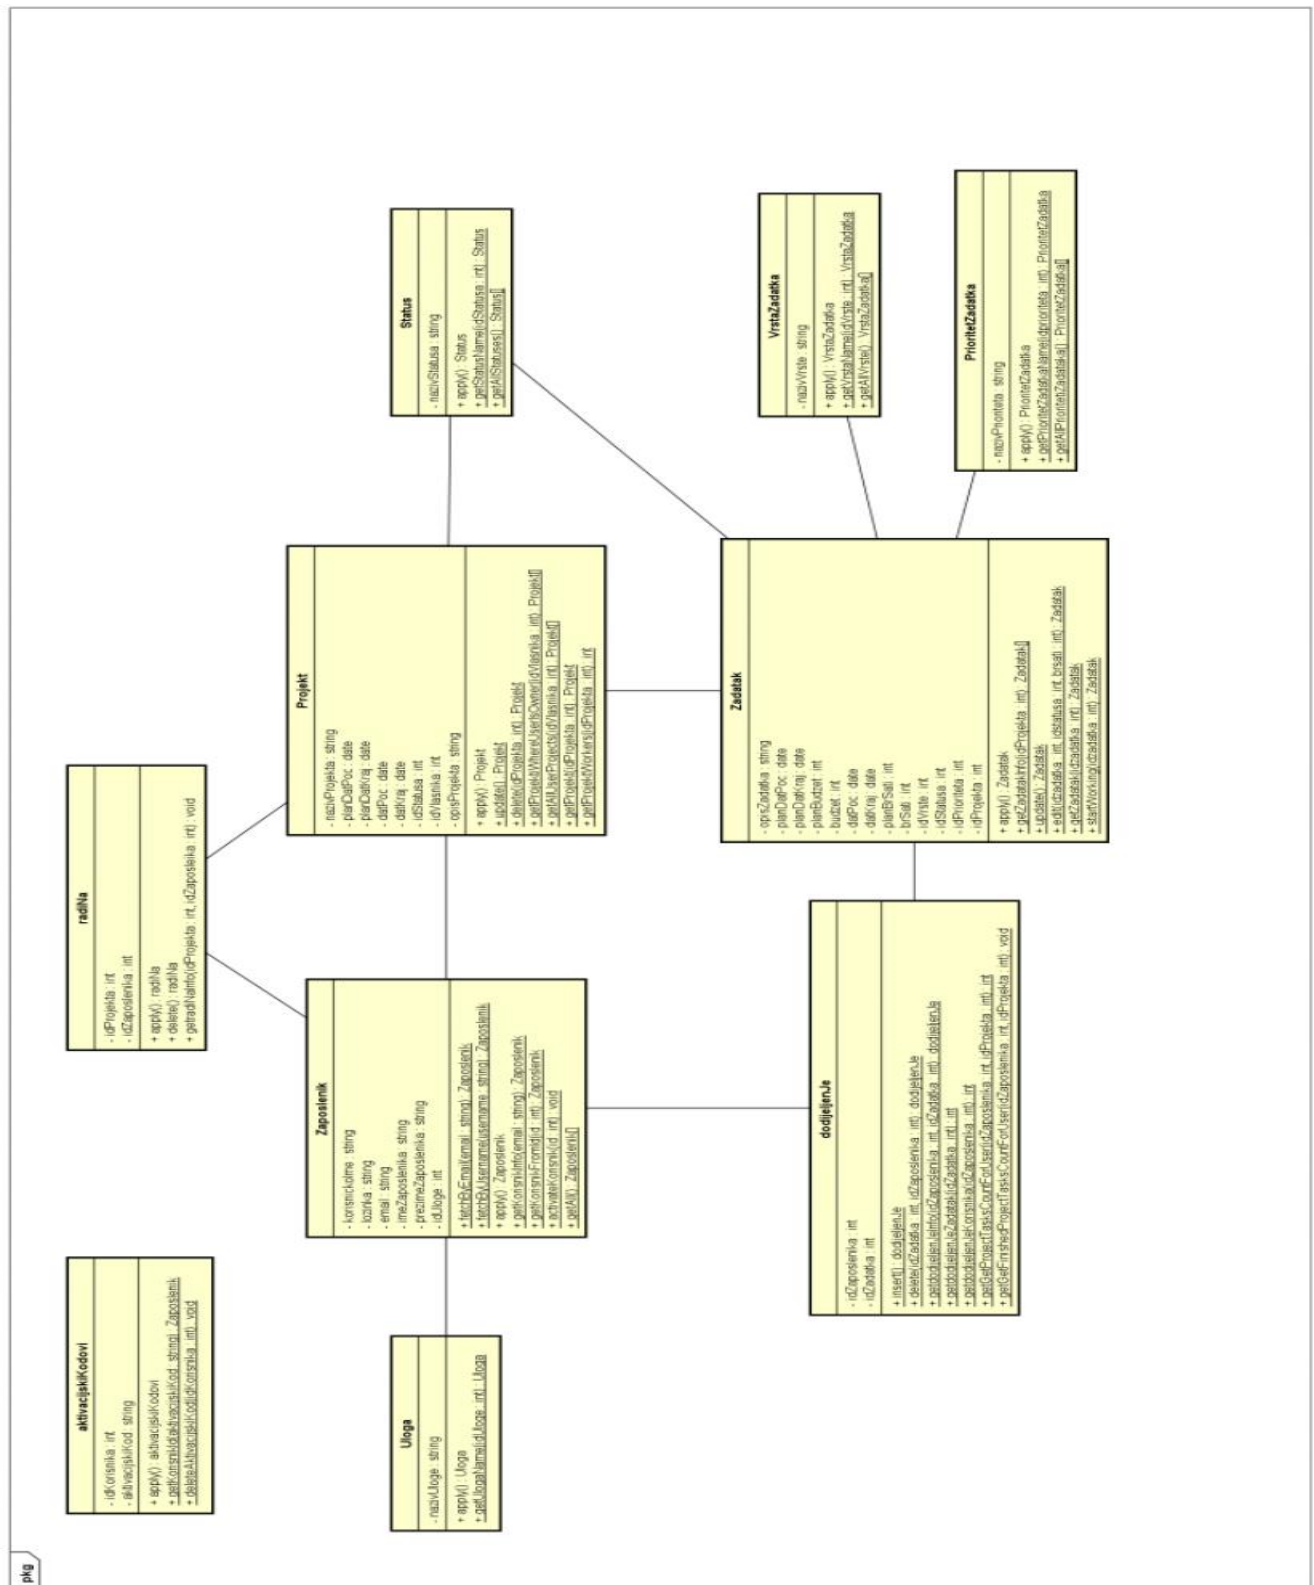 pkg
aktivacijskiKodovi
- idKorisnika : int
- aktivacijskiKod : string
+ apply() : aktivacijskiKodovi
+ getKorisnikId(aktivacijskiKod : string) : Zaposlenik
+ deleteAktivacijskiKod(idKorisnika : int) : void
radiNa
- idProjekta : int
- idZaposlenika : int
+ apply() : radiNa
+ delete() : radiNa
+ getradiNaInfo(idProjekta : int, idZaposleika : int) : void
Uloga
- nazivUloge : string
+ apply() : Uloga
+ getUlogaName(idUloge : int) : Uloga
Zaposlenik
- korisnickoIme : string
- lozinka : string
- email : string
- imeZaposlenika : string
- prezimeZaposlenika : string
- idUloge : int
+ fetchByEmail(email : string) : Zaposlenik
+ fetchByUsername(username : string) : Zaposlenik
+ apply() : Zaposlenik
+ getKorisnikInfo(email : string) : Zaposlenik
+ getKorisnikFromId(id : int) : Zaposlenik
+ activateKorisnik(id : int) : void
+ getAll() : Zaposlenik[]
Projekt
- nazivProjekta : string
- planDatPoc : date
- planDatKraj : date
- datPoc : date
- datKraj : date
- idStatusa : int
- idVlasnika : int
- opisProjekta : string
+ apply() : Projekt
+ update() : Projekt
+ delete(idProjekta : int) : Projekt
+ getProjektWhereUserIsOwner(idVlasnika : int) : Projekt[]
+ getAllUserProjects(idVlasnika : int) : Projekt[]
+ getProjekt(idProjekta : int) : Projekt
+ getProjektWorkers(idProjekta : int) : int
Status
- nazivStatusa : string
+ apply() : Status
+ getStatusName(idStatusa : int) : Status
+ getAllStatuses() : Status[]
dodijeljenJe
- idZaposlenika : int
- idZadatka : int
+ insert() : dodijeljenJe
+ delete(idZadatka : int, idZaposlenika : int) : dodijeljenJe
+ getdodijeljenJeInfo(idZaposlenika : int, idZadatka : int) : dodijeljenJe
+ getdodijeljenJeZadatak(idZadatka : int) : int
+ getdodijeljenJeKorisnika(idZaposlenika : int) : int
+ getGetProjectTasksCountForUser(idZaposlenika : int, idProjekta : int) : int
+ getGetFinishedProjectTasksCountForUser(idZaposlenika : int, idProjekta : int) : void
Zadatak
- opisZadatka : string
- planDatPoc : date
- planDatKraj : date
- planBudzet : int
- budzet : int
- datPoc : date
- datKraj : date
- planBrSati : int
- brSati : int
- idVrste : int
- idStatusa : int
- idPrioriteta : int
- idProjekta : int
+ apply() : Zadatak
+ getZadatakInfo(idProjekta : int) : Zadatak[]
+ update() : Zadatak
+ edit(idzadatka : int, idstatusa : int, brsati : int) : Zadatak
+ getZadatak(idzadatka : int) : Zadatak
+ startWorking(idzadatka : int) : Zadatak
VrstaZadatka
- nazivVrste : string
+ apply() : VrstaZadatka
+ getVrstaName(idVrste : int) : VrstaZadatka
+ getAllVrste() : VrstaZadatka[]
PrioritetZadatka
- nazivPrioriteta : string
+ apply() : PrioritetZadatka
+ getPrioritetZadatkaName(idprioriteta : int) : PrioritetZadatka
+ getAllPrioritetiZadataka() : PrioritetZadatka[]